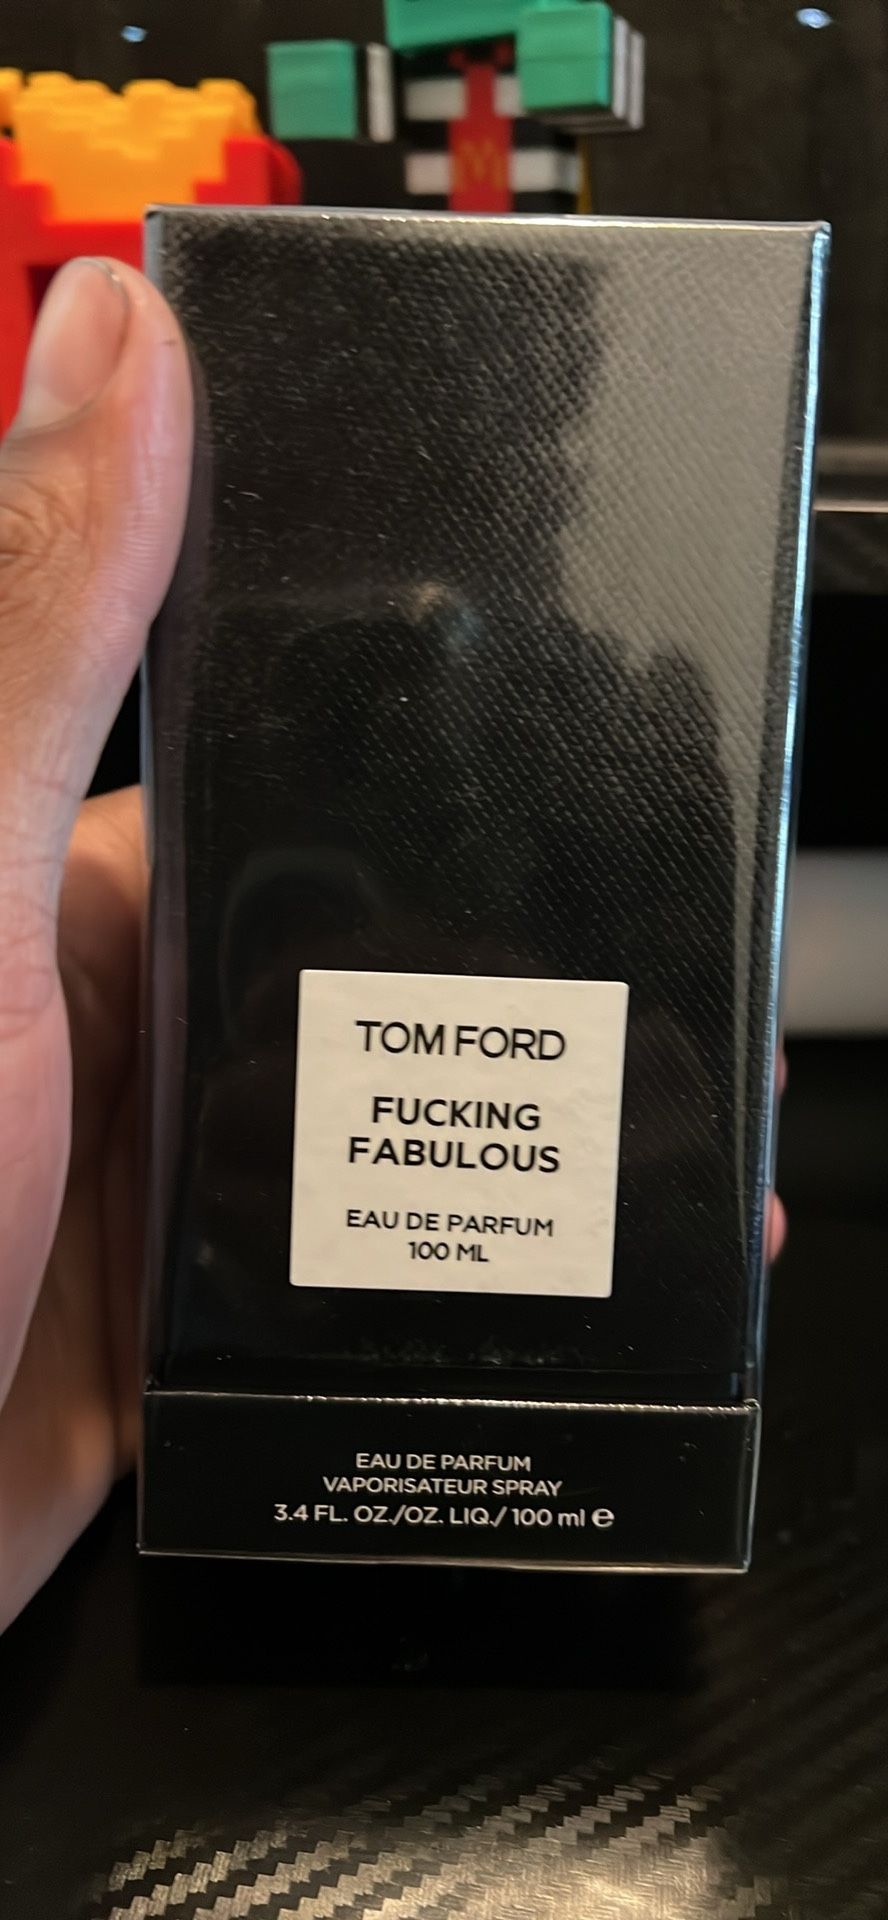 TOM FORD
FUCKING
FABULOUS
EAU DE PARFUM
100 ML
EAU DE PARFUM
VAPORISATEUR SPRAY
3.4 FL. OZ./OZ. LIQ./ 100 ml ℮